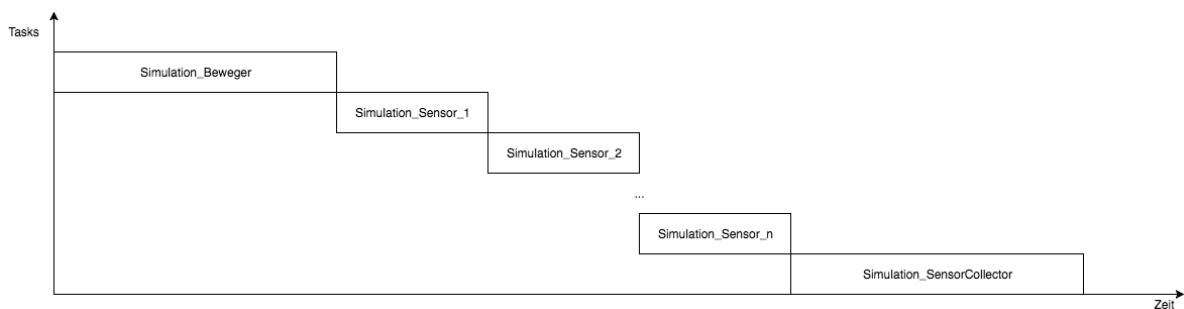 Tasks
Simulation_Beweger
Simulation_Sensor_1
Simulation_Sensor_2
...
Simulation_Sensor_n
Simulation_SensorCollector
Zeit